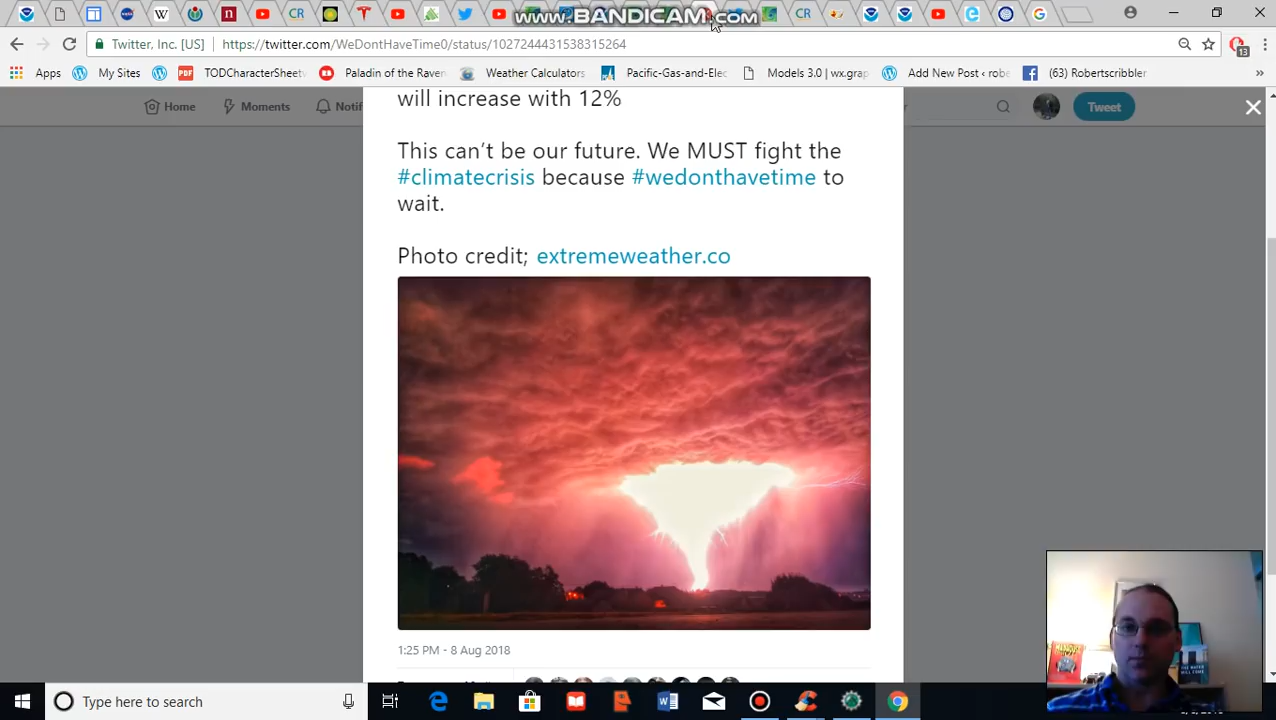 www.BANDICAM.com
Twitter, Inc. [US] https://twitter.com/WeDontHaveTime0/status/1027244431538315264
13
Apps My Sites TODCharacterSheet Paladin of the Raven Weather Calculators Pacific-Gas-and-Elec Models 3.0 | wx.grap Add New Post ‹ robe (63) Robertscribbler »
Home Moments Notif Tweet
will increase with 12%
This can't be our future. We MUST fight the
#climatecrisis because #wedonthavetime to
wait.
Photo credit; extremeweather.co
1:25 PM - 8 Aug 2018
Type here to search